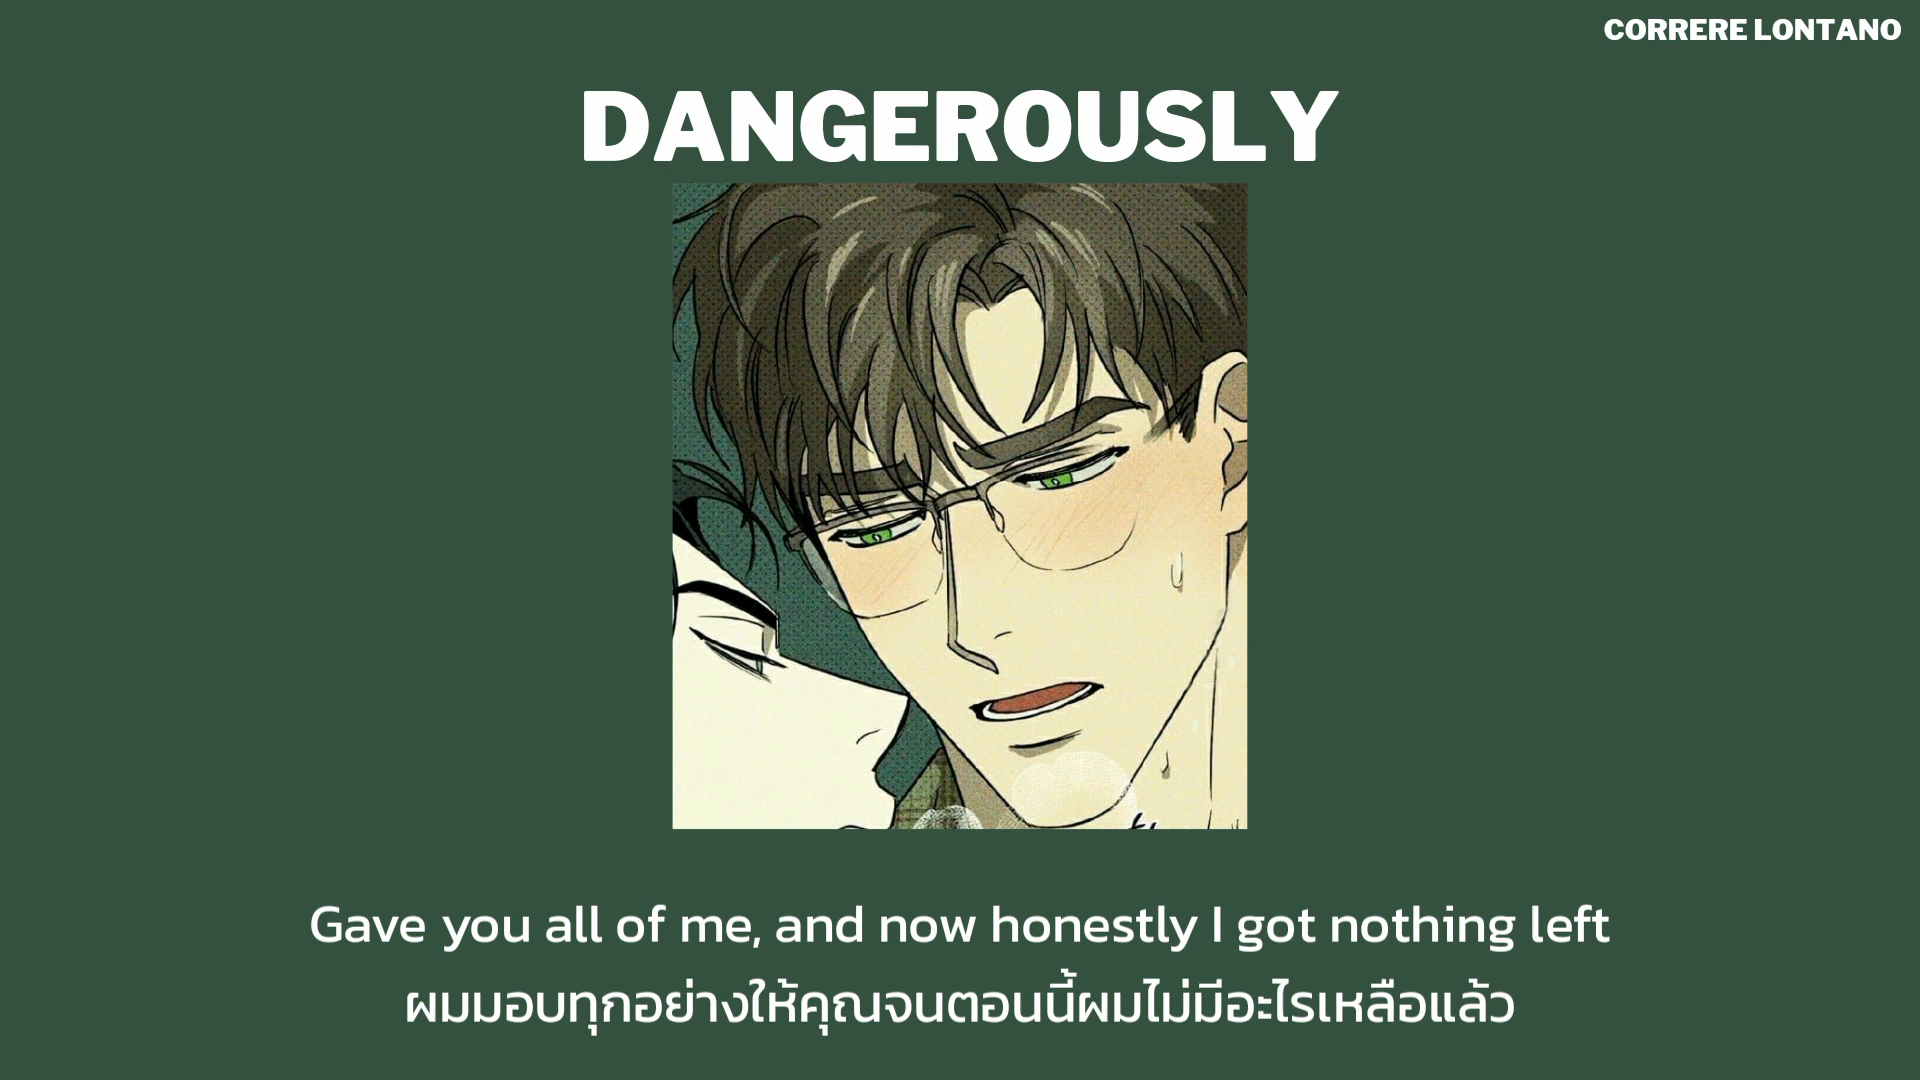 CORRERE LONTANO
DANGEROUSLY
Gave you all of me, and now honestly I got nothing left
ผมมอบทุกอย่างให้คุณจนตอนนี้ผมไม่มีอะไรเหลือแล้ว